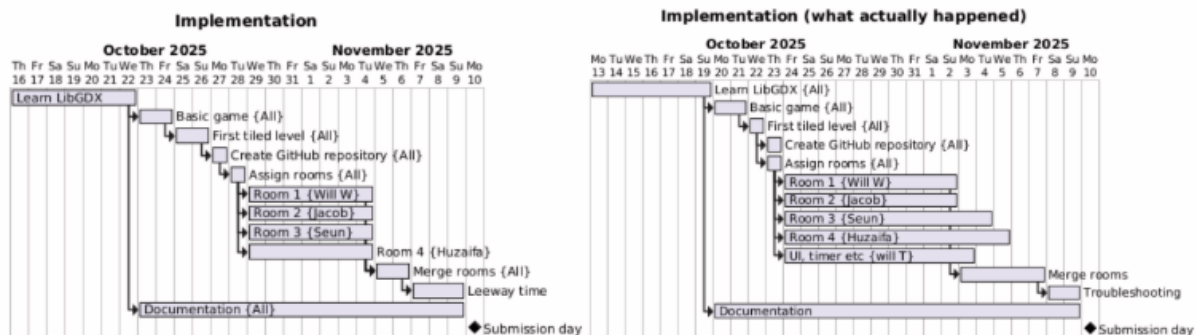 Implementation
October 2025 November 2025
Th Fr Sa Su Mo Tu We Th Fr Sa Su Mo Tu We Th Fr Sa Su Mo Tu We Th Fr Sa Su Mo
16 17 18 19 20 21 22 23 24 25 26 27 28 29 30 31 1 2 3 4 5 6 7 8 9 10
Learn LibGDX
Basic game {All}
First tiled level {All}
Create GitHub repository {All}
Assign rooms {All}
Room 1 {Will W}
Room 2 {Jacob}
Room 3 {Seun}
Room 4 {Huzaifa}
Merge rooms {All}
Leeway time
Documentation {All}
Submission day
Implementation (what actually happened)
October 2025 November 2025
Mo Tu We Th Fr Sa Su Mo Tu We Th Fr Sa Su Mo Tu We Th Fr Sa Su Mo Tu We Th Fr Sa Su Mo
13 14 15 16 17 18 19 20 21 22 23 24 25 26 27 28 29 30 31 1 2 3 4 5 6 7 8 9 10
Learn LibGDX {All}
Basic game {All}
First tiled level {All}
Create GitHub repository {All}
Assign rooms {All}
Room 1 {Will W}
Room 2 {Jacob}
Room 3 {Seun}
Room 4 {Huzaifa}
UI, timer etc {will T}
Merge rooms
Troubleshooting
Documentation
Submission day